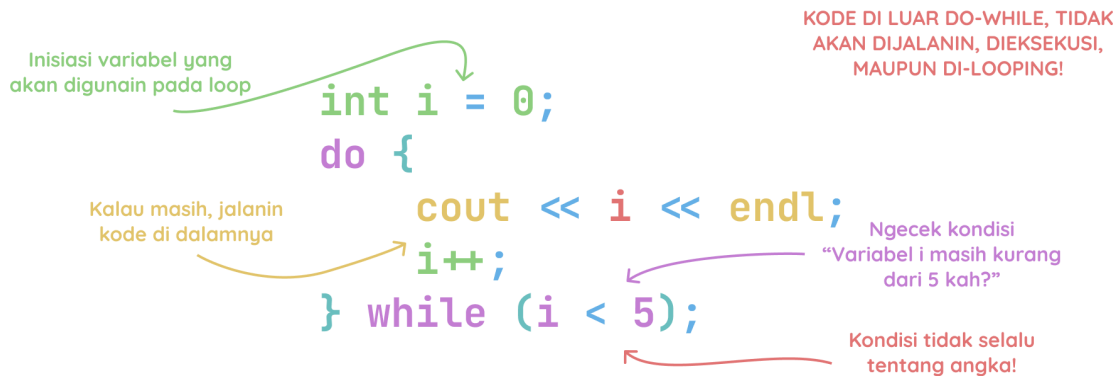 KODE DI LUAR DO-WHILE, TIDAK
AKAN DIJALANIN, DIEKSEKUSI,
MAUPUN DI-LOOPING!
Inisiasi variabel yang
akan digunain pada loop
int i = 0;
do {
cout << i << endl;
Kalau masih, jalanin
kode di dalamnya
i++;
Ngecek kondisi
“Variabel i masih kurang
dari 5 kah?”
} while (i < 5);
Kondisi tidak selalu
tentang angka!